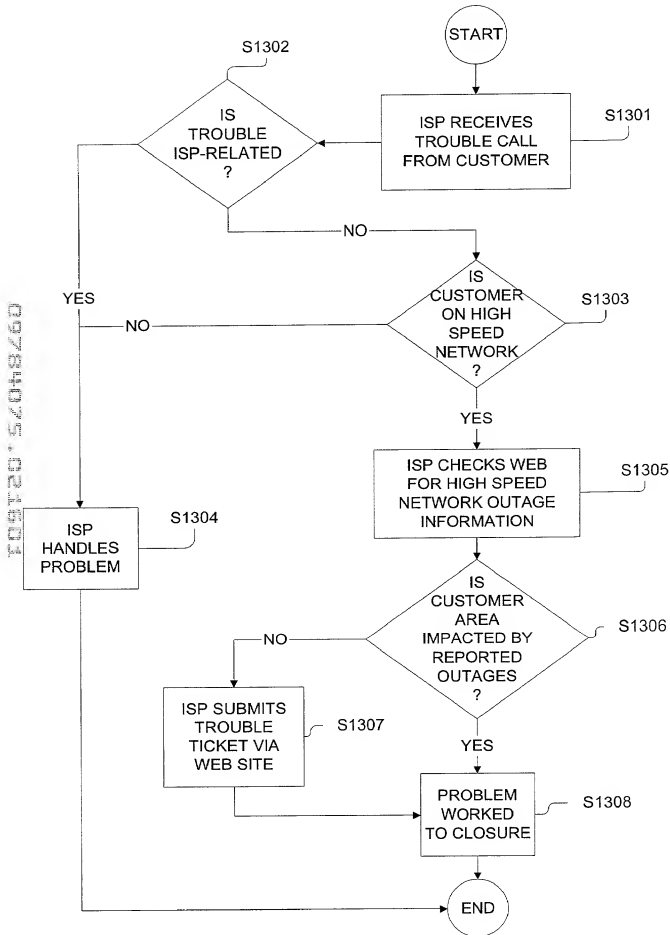 START
S1302
IS
TROUBLE
ISP-RELATED
?
ISP RECEIVES
TROUBLE CALL
FROM CUSTOMER
S1301
NO
YES
IS
CUSTOMER
ON HIGH
SPEED
NETWORK
?
S1303
NO
YES
ISP CHECKS WEB
FOR HIGH SPEED
NETWORK OUTAGE
INFORMATION
S1305
ISP
HANDLES
PROBLEM
S1304
IS
CUSTOMER
AREA
IMPACTED BY
REPORTED
OUTAGES
?
S1306
NO
ISP SUBMITS
TROUBLE
TICKET VIA
WEB SITE
S1307
YES
PROBLEM
WORKED
TO CLOSURE
S1308
END